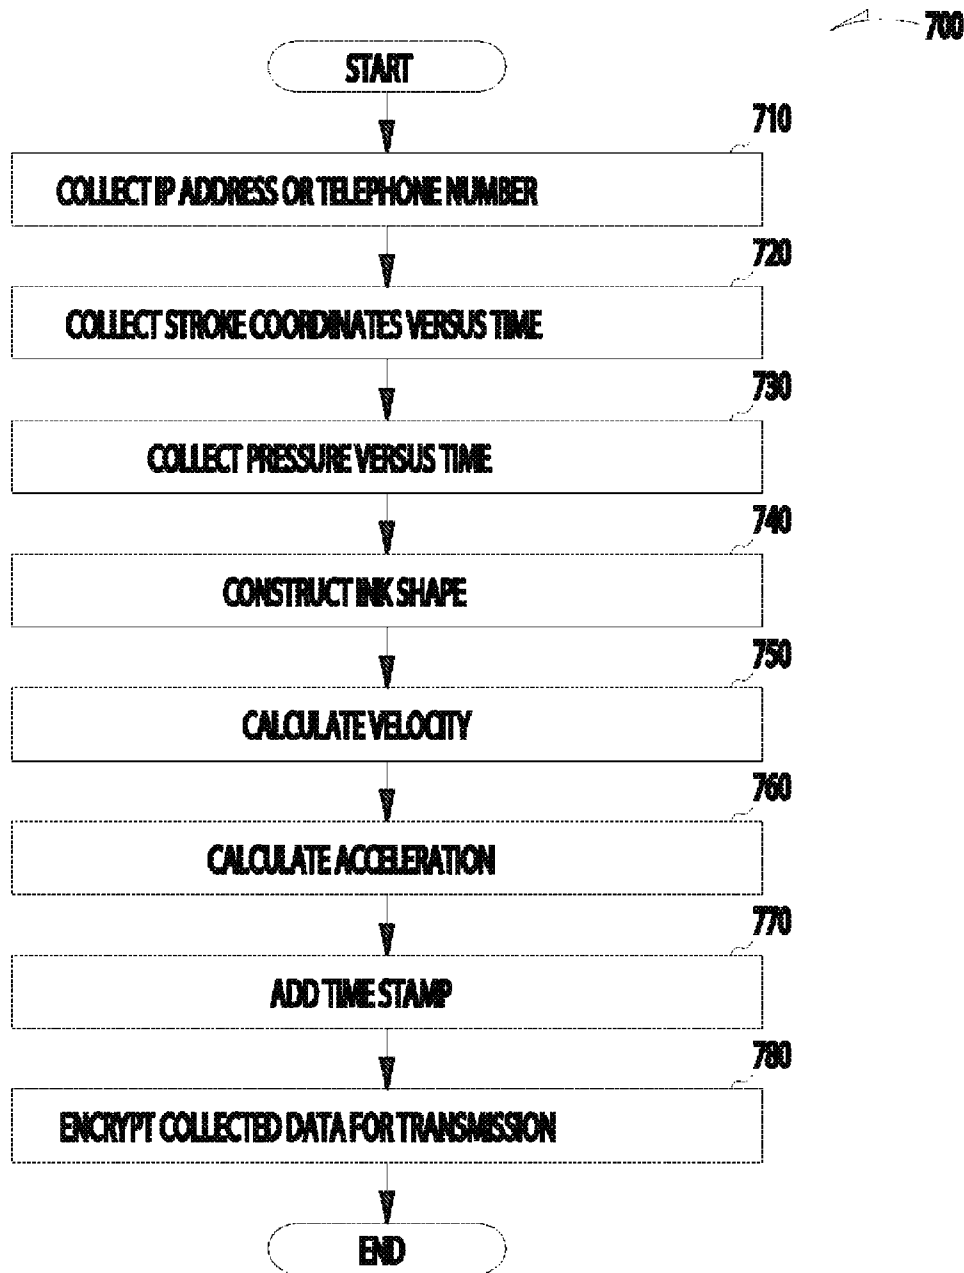 700
START
710
COLLECT IP ADDRESS OR TELEPHONE NUMBER
720
COLLECT STROKE COORDINATES VERSUS TIME
730
COLLECT PRESSURE VERSUS TIME
740
CONSTRUCT INK SHAPE
750
CALCULATE VELOCITY
760
CALCULATE ACCELERATION
770
ADD TIME STAMP
780
ENCRYPT COLLECTED DATA FOR TRANSMISSION
END